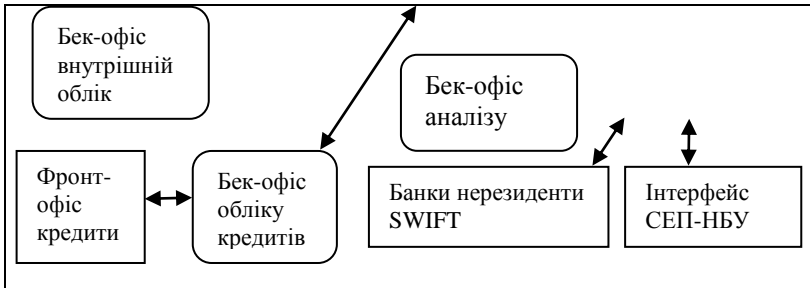 Бек-офіс
внутрішній
облік
Бек-офіс
аналізу
Фронт-
офіс
кредити
Бек-офіс
обліку
кредитів
Банки нерезиденти
SWIFT
Інтерфейс
СЕП-НБУ